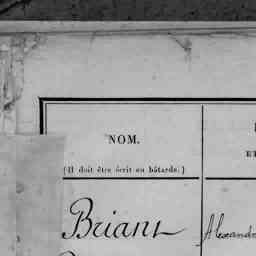 NOM.
(Il doit être écrit en bâtarde.)
Briant